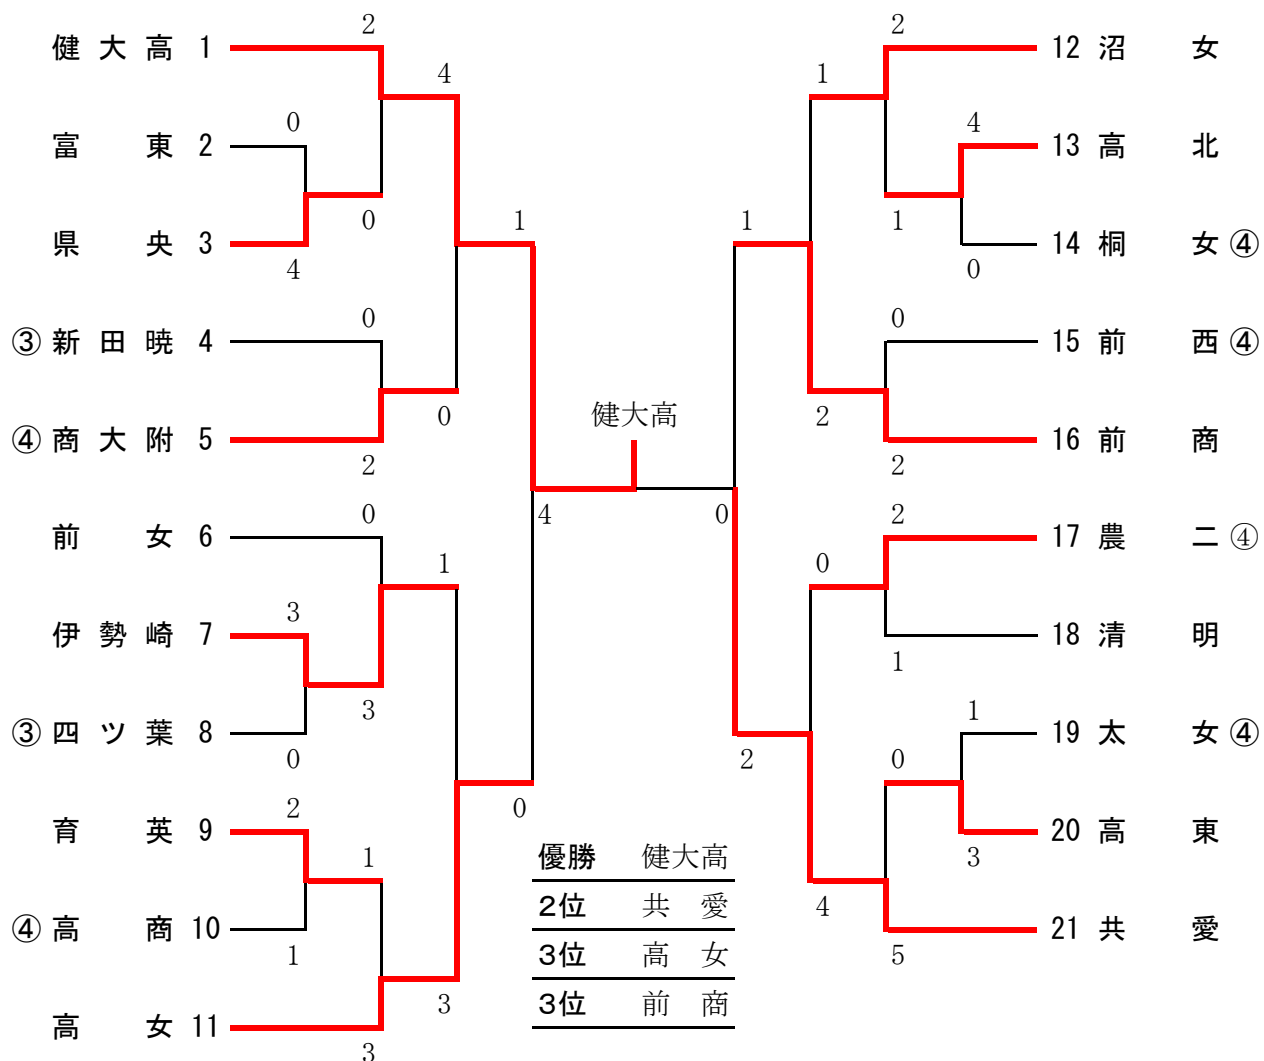 2
2
健大高 1
12 沼女
4
1
0
4
富東 2
13 高北
0
1
1
1
県央 3
14 桐女④
4
0
0
0
③新田暁 4
15 前西④
健大高
0
2
④商大附 5
16 前商
2
2
0
4
0
2
前女 6
17 農二④
1
0
3
伊勢崎 7
18 清明
1
3
1
③四ツ葉 8
19 太女④
0
2
0
2
0
育英 9
20 高東
1
3
優勝 健大高
2位 共愛
4
④高商 10
21 共愛
1
5
3位 高女
3
3位 前商
高女 11
3